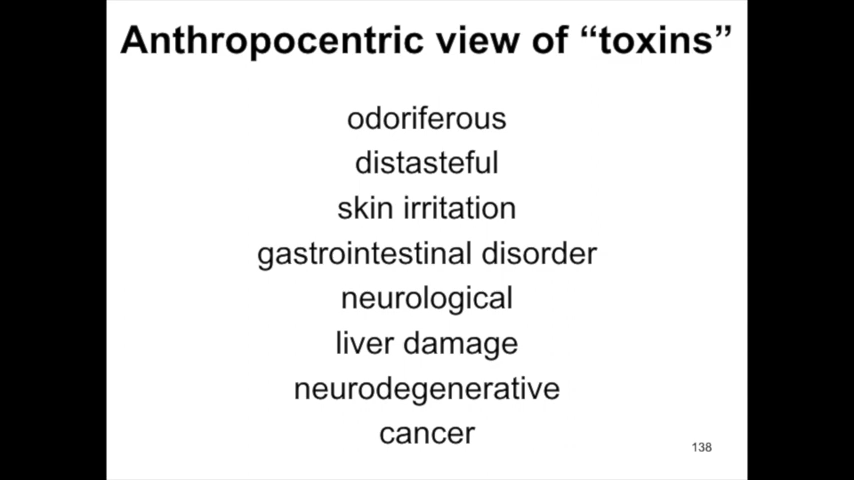 Anthropocentric view of “toxins”
odoriferous
distasteful
skin irritation
gastrointestinal disorder
neurological
liver damage
neurodegenerative
cancer
138